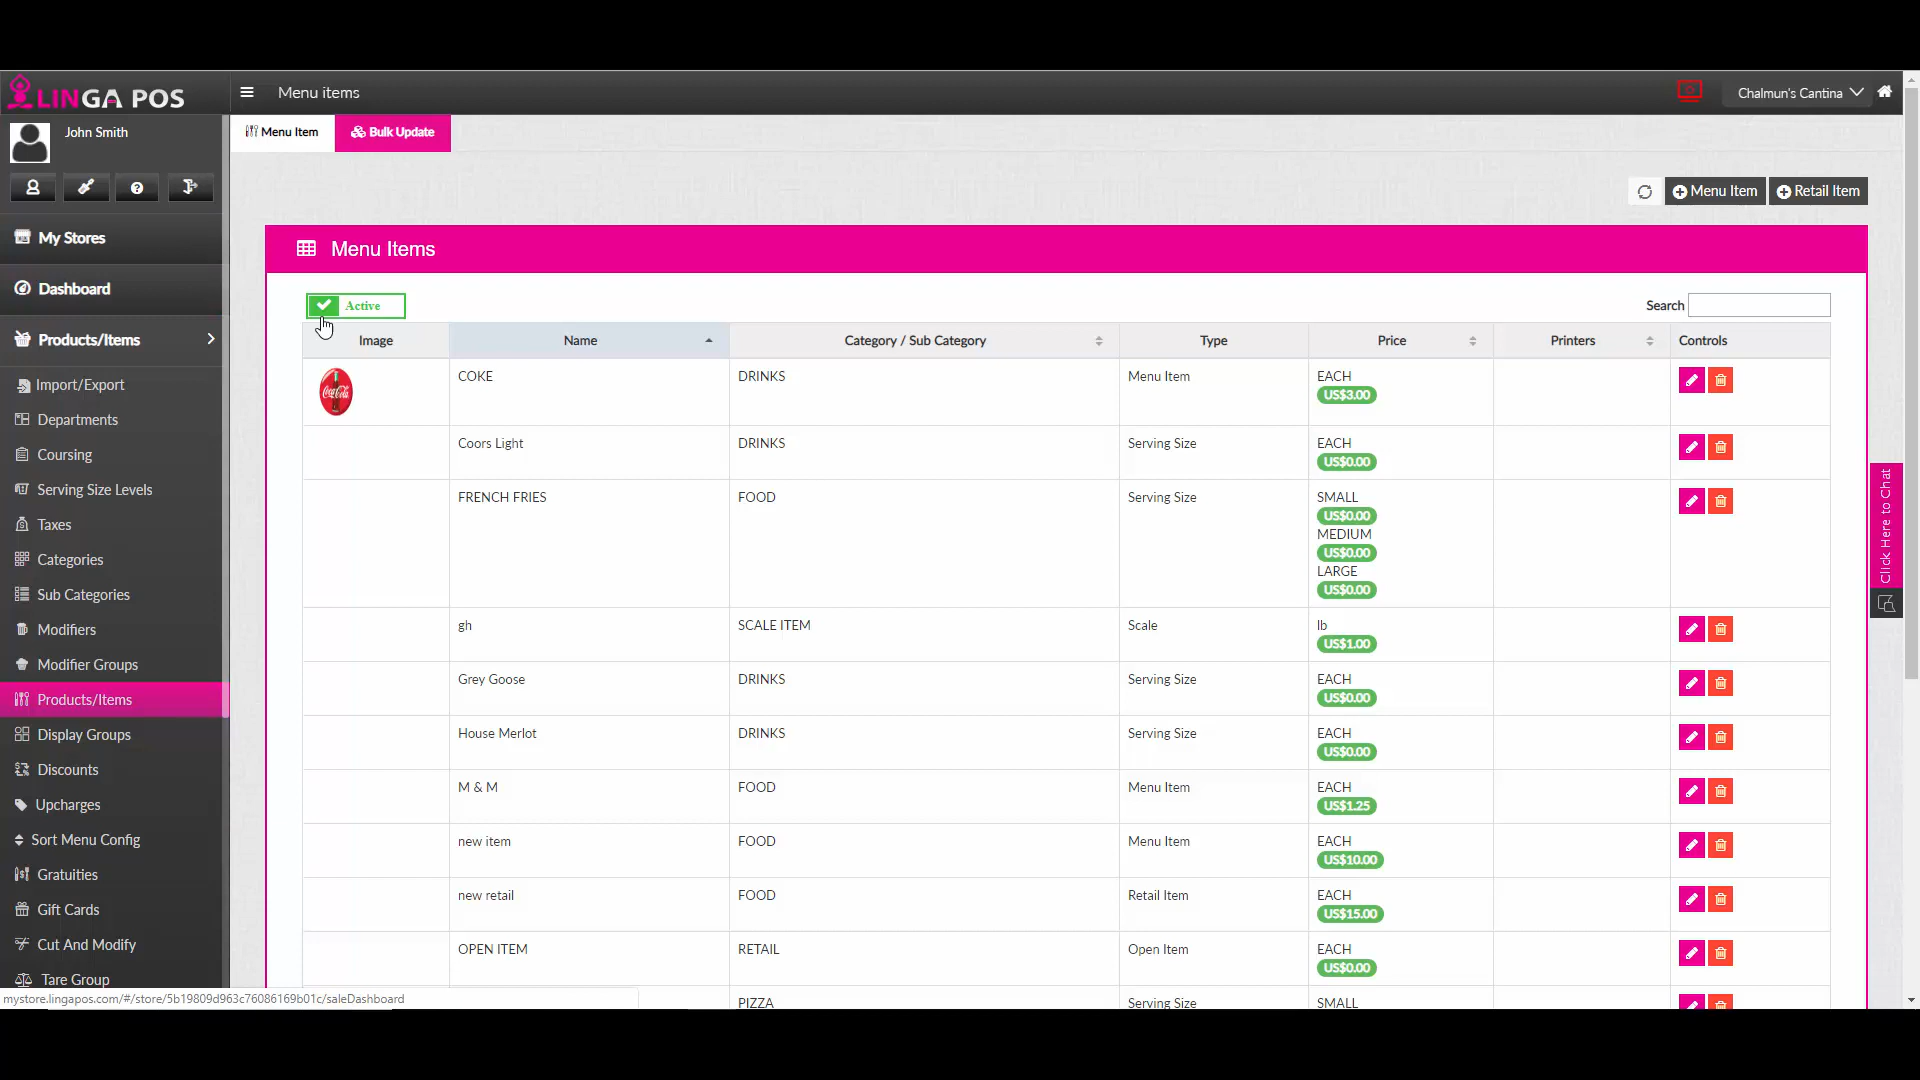 LINGA POS
Menu items
Chalmun's Cantina
John Smith
Menu Item
Bulk Update
Menu Item
Retail Item
My Stores
Dashboard
Products/Items
Import/Export
Departments
Coursing
Serving Size Levels
Taxes
Categories
Sub Categories
Modifiers
Modifier Groups
Products/Items
Display Groups
Discounts
Upcharges
Sort Menu Config
Gratuities
Gift Cards
Cut And Modify
Tare Group
Menu Items
Active
Search
Image Name Category / Sub Category Type Price Printers Controls
Coca-Cola
COKE DRINKS Menu Item EACH
US$3.00
Coors Light DRINKS Serving Size EACH
US$0.00
FRENCH FRIES FOOD Serving Size SMALL
US$0.00
MEDIUM
US$0.00
LARGE
US$0.00
gh SCALE ITEM Scale lb
US$1.00
Grey Goose DRINKS Serving Size EACH
US$0.00
House Merlot DRINKS Serving Size EACH
US$0.00
M & M FOOD Menu Item EACH
US$1.25
new item FOOD Menu Item EACH
US$10.00
new retail FOOD Retail Item EACH
US$15.00
OPEN ITEM RETAIL Open Item EACH
US$0.00
PIZZA Serving Size SMALL
Click Here to Chat
mystore.lingapos.com/#/store/5b19809d963c76086169b01c/saleDashboard